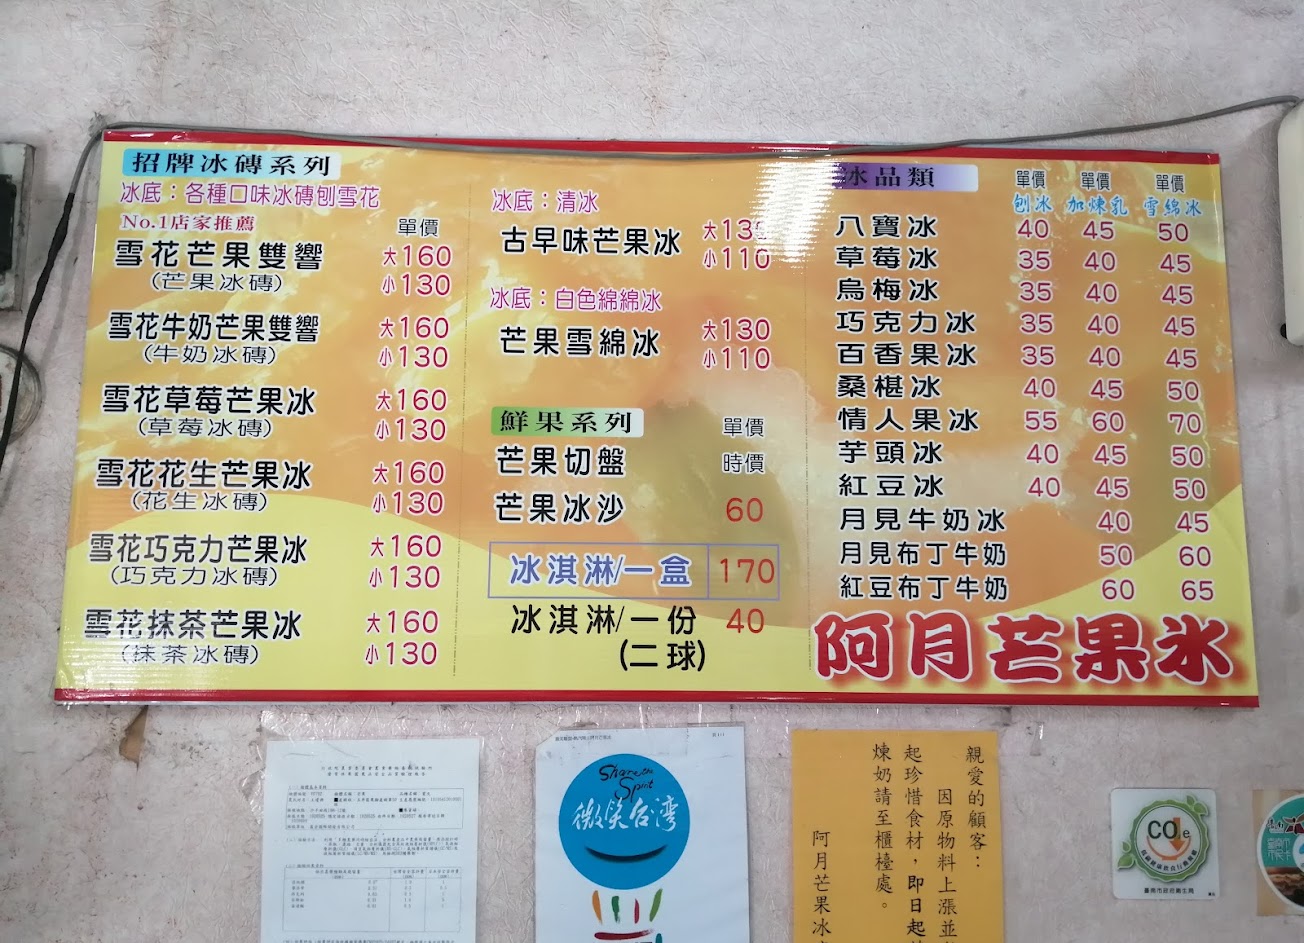 招牌冰磚系列
冰底：各種口味冰磚刨雪花
No.1店家推薦 單價
雪花芒果雙響 大160
(芒果冰磚) 小130
雪花牛奶芒果雙響 大160
(牛奶冰磚) 小130
雪花草莓芒果冰 大160
(草莓冰磚) 小130
雪花花生芒果冰 大160
(花生冰磚) 小130
雪花巧克力芒果冰 大160
(巧克力冰磚) 小130
雪花抹茶芒果冰 大160
(抹茶冰磚) 小130
冰底：清冰
古早味芒果冰 大130
小110
冰底：白色綿綿冰
芒果雪綿冰 大130
小110
鮮果系列 單價
芒果切盤 時價
芒果冰沙 60
冰淇淋/一盒 170
冰淇淋/一份 40
(二球)
冰品類 單價 單價 單價
刨冰 加煉乳 雪綿冰
八寶冰 40 45 50
草莓冰 35 40 45
烏梅冰 35 40 45
巧克力冰 35 40 45
百香果冰 35 40 45
桑椹冰 40 45 50
情人果冰 55 60 70
芋頭冰 40 45 50
紅豆冰 40 45 50
月見牛奶冰 40 45
月見布丁牛奶 50 60
紅豆布丁牛奶 60 65
阿月芒果冰
Share the
Spirit
微笑台灣
親愛的顧客：
因原物料上漲並
起珍惜食材，即日起
煉奶請至櫃檯處。
阿月芒果冰
COe
臺南市政府衛生局